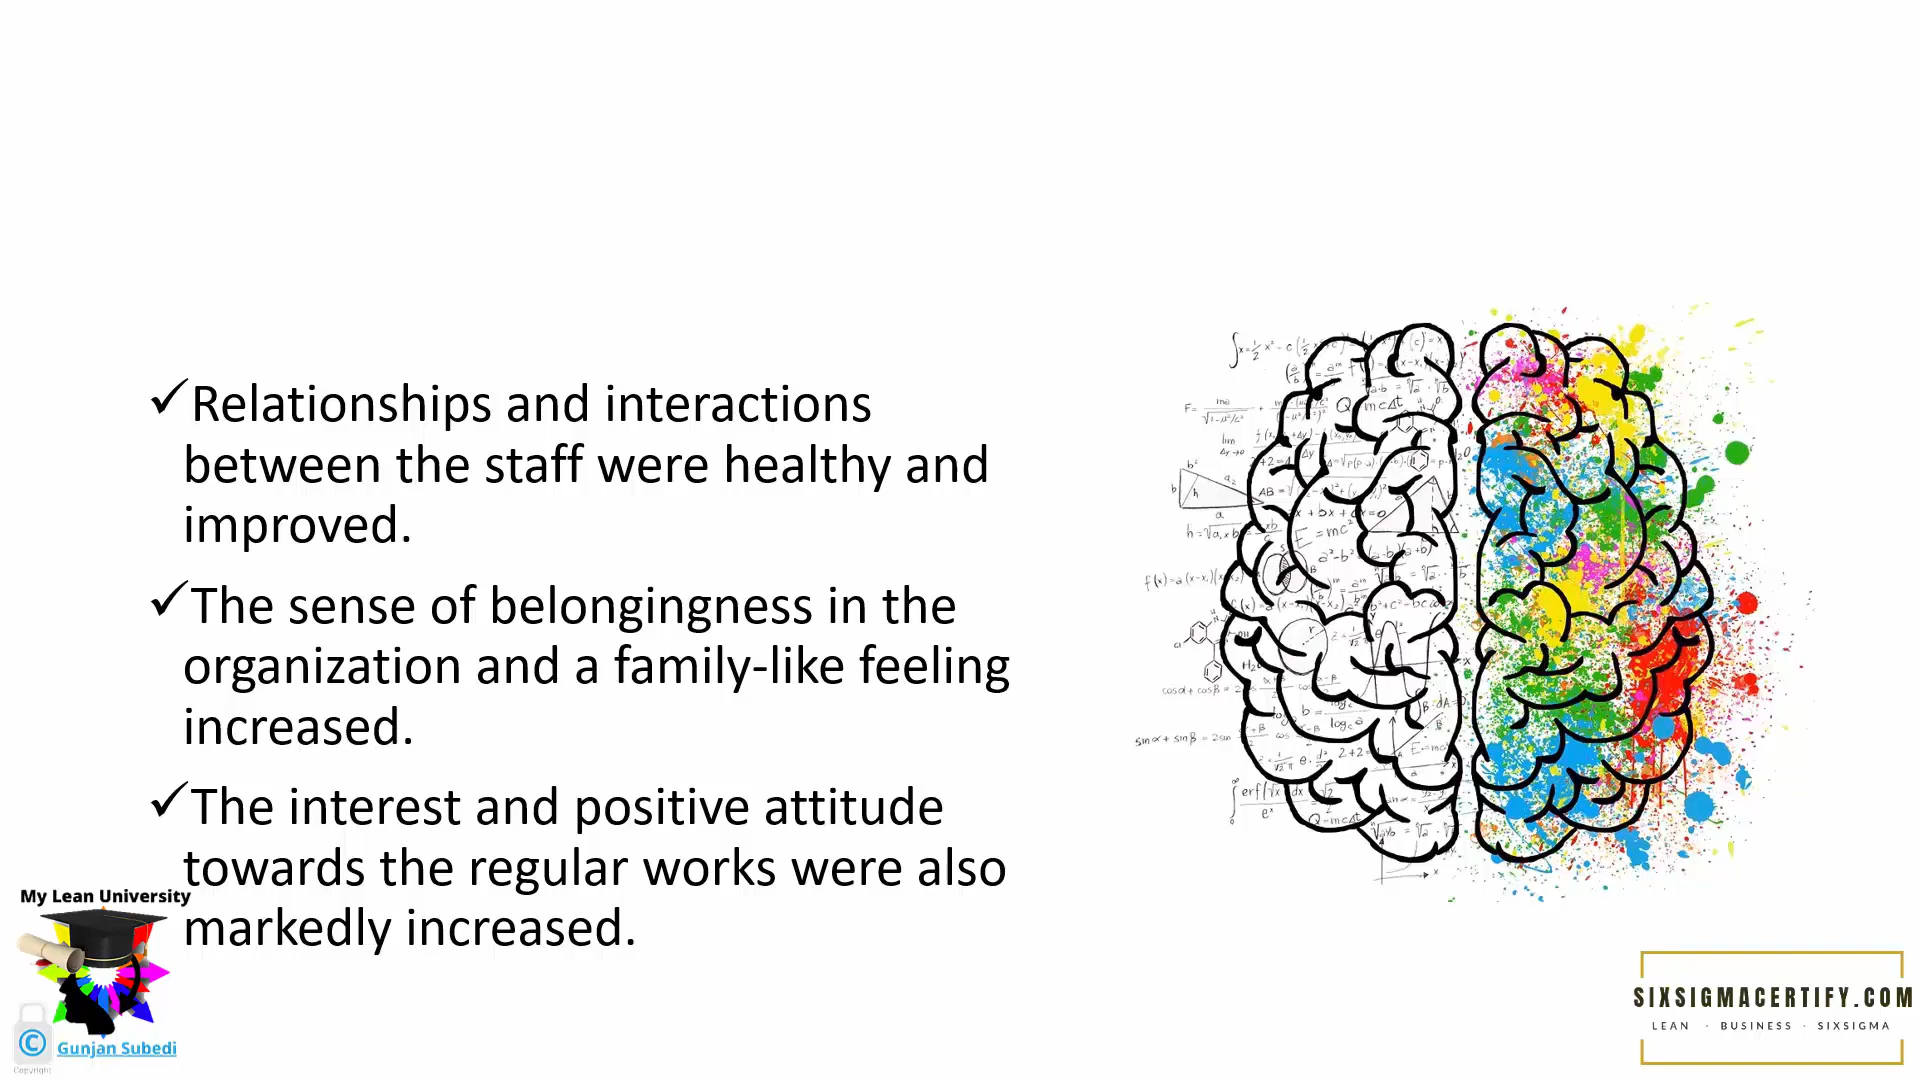 ✓Relationships and interactions
between the staff were healthy and
improved.
✓The sense of belongingness in the
organization and a family-like feeling
increased.
✓The interest and positive attitude
towards the regular works were also
markedly increased.
My Lean University
© Gunjan Subedi
Copyright
SIXSIGMACERTIFY.COM
LEAN · BUSINESS · SIXSIGMA